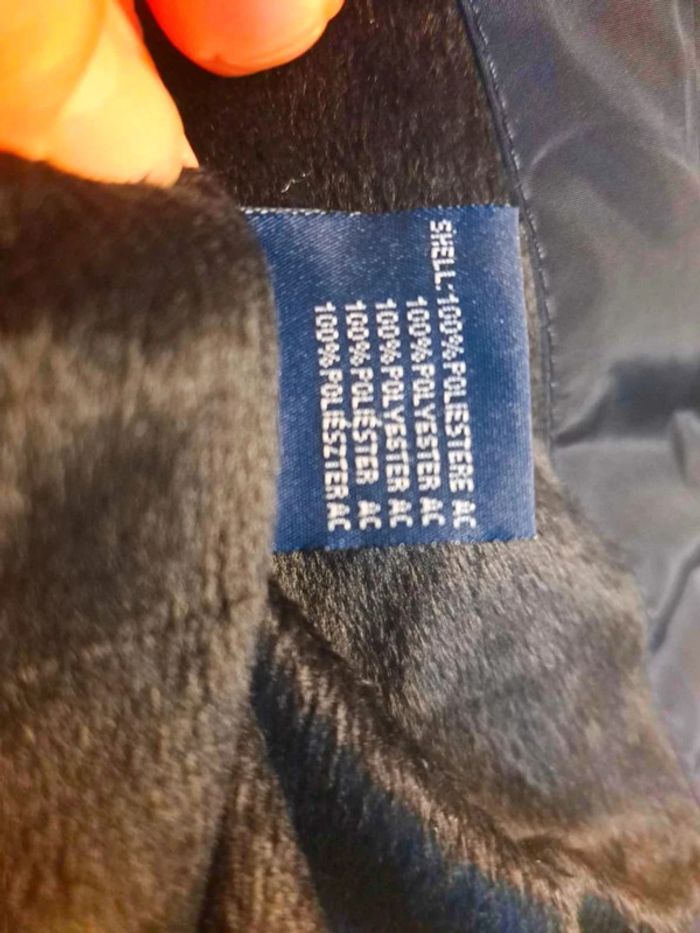 SHELL: 100% POLIESTERE AC
100% POLYESTER AC
100% POLYESTER AC
100% POLIÉSTER AC
100% POLIÉSZTER AC